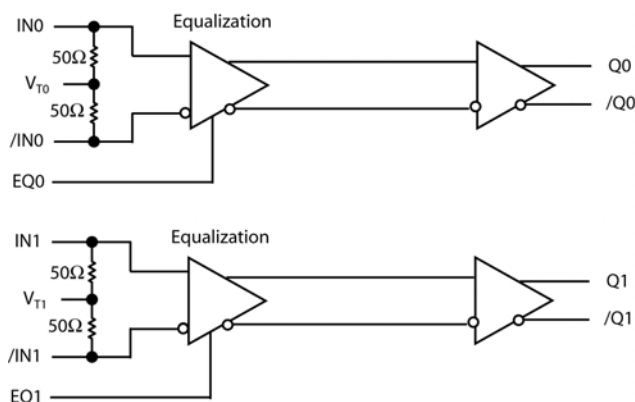 IN0
Equalization
50Ω
VT0
50Ω
Q0
/Q0
/IN0
EQ0
IN1
Equalization
50Ω
VT1
50Ω
Q1
/Q1
/IN1
EQ1